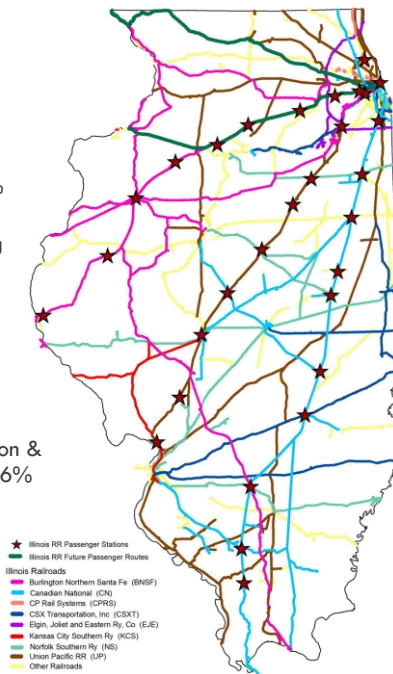 on &
6%
Illinois RR Passenger Stations
Illinois RR Future Passenger Routes
Illinois Railroads
Burlington Northern Santa Fe (BNSF)
Canadian National (CN)
CP Rail Systems (CPRS)
CSX Transportation, Inc (CSXT)
Elgin, Joliet and Eastern Ry, Co (EJE)
Kansas City Southern Ry (KCS)
Norfolk Southern Ry (NS)
Union Pacific RR (UP)
Other Railroads